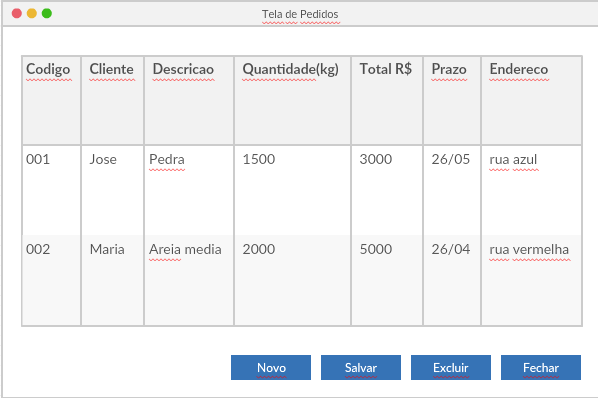 Tela de Pedidos
Codigo Cliente Descricao Quantidade(kg) Total R$ Prazo Endereco
001 Jose Pedra 1500 3000 26/05 rua azul
002 Maria Areia media 2000 5000 26/04 rua vermelha
Novo Salvar Excluir Fechar